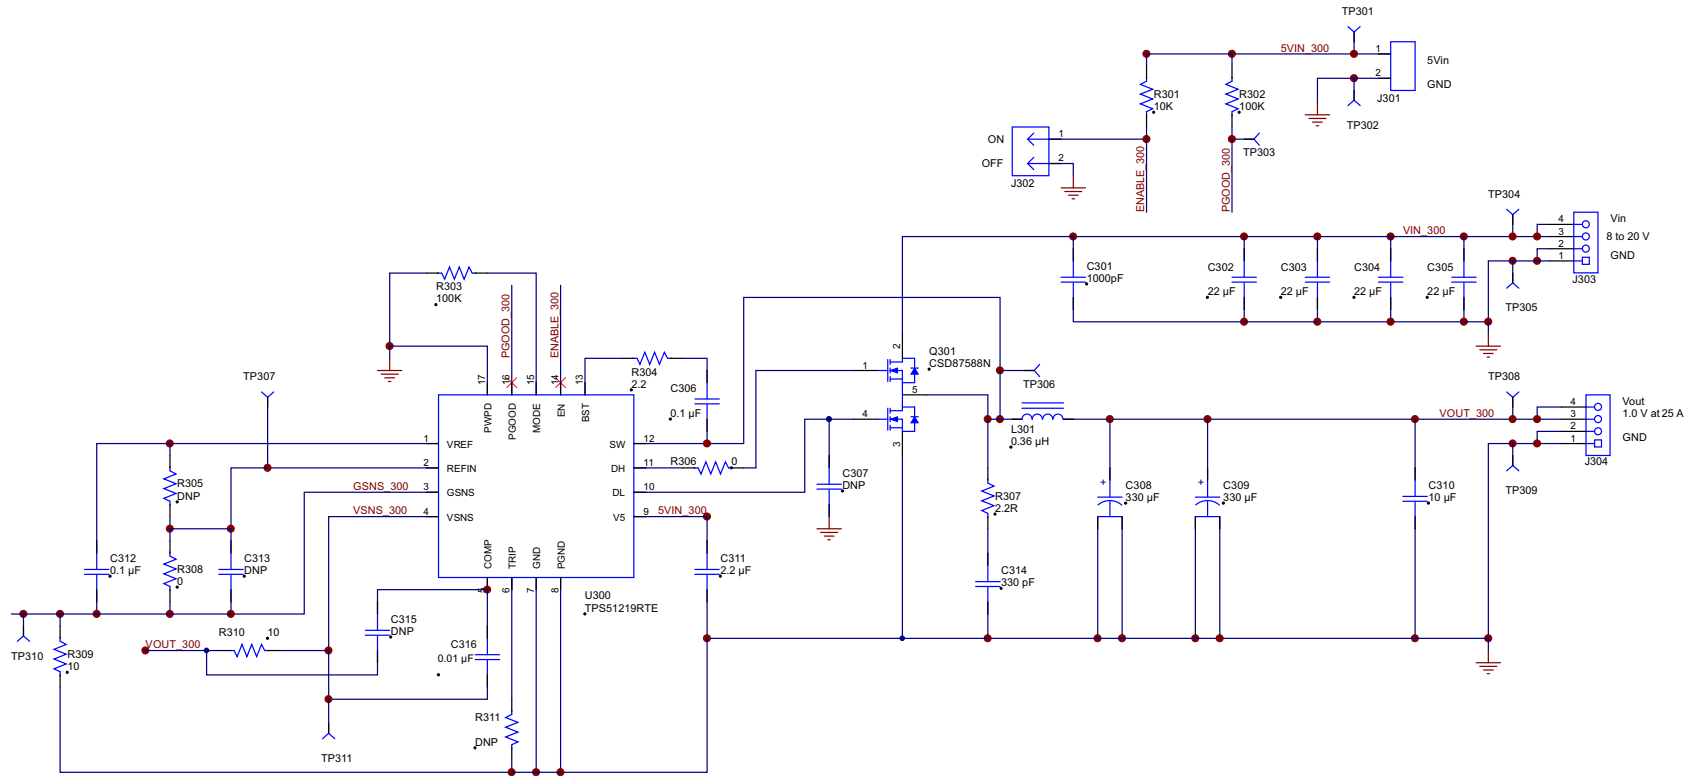 TP301
5VIN_300
1
5Vin
2
GND
J301
TP302
R301
10K
R302
100K
ON
1
OFF
2
J302
TP303
ENABLE_300
PGOOD_300
TP304
VIN_300
4
3
2
1
Vin
8 to 20 V
GND
J303
TP305
C301
1000pF
C302
22 µF
C303
22 µF
C304
22 µF
C305
22 µF
R303
100K
PGOOD_300
ENABLE_300
R304
2.2
C306
0.1 µF
17
16
15
14
13
PWPD
PGOOD
MODE
EN
BST
TP307
1
VREF
2
REFIN
GSNS_300
3
GSNS
VSNS_300
4
VSNS
SW
12
DH
11
DL
10
V5
9
5VIN_300
R306
0
COMP
TRIP
GND
PGND
5
6
7
8
U300
TPS51219RTE
2
Q301
CSD87588N
1
5
4
3
TP306
L301
0.36 µH
C307
DNP
R307
2.2R
C314
330 pF
C308
330 µF
C309
330 µF
C310
10 µF
TP308
VOUT_300
4
3
2
1
Vout
1.0 V at 25 A
GND
J304
TP309
R305
DNP
C312
0.1 µF
R308
0
C313
DNP
C311
2.2 µF
TP310
R309
10
VOUT_300
R310
10
C315
DNP
C316
0.01 µF
R311
DNP
TP311